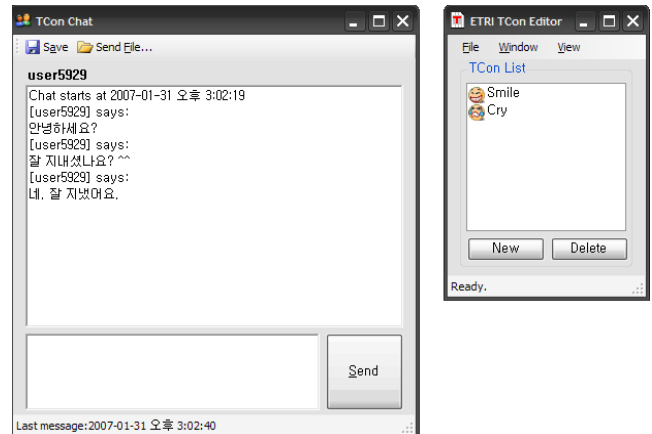 TCon Chat
Save Send File...
user5929
Chat starts at 2007-01-31 오후 3:02:19
[user5929] says:
안녕하세요?
[user5929] says:
잘 지내셨나요? ^^
[user5929] says:
네, 잘 지냈어요.
Send
Last message:2007-01-31 오후 3:02:40
ETRI TCon Editor
File Window View
TCon List
Smile
Cry
New Delete
Ready.